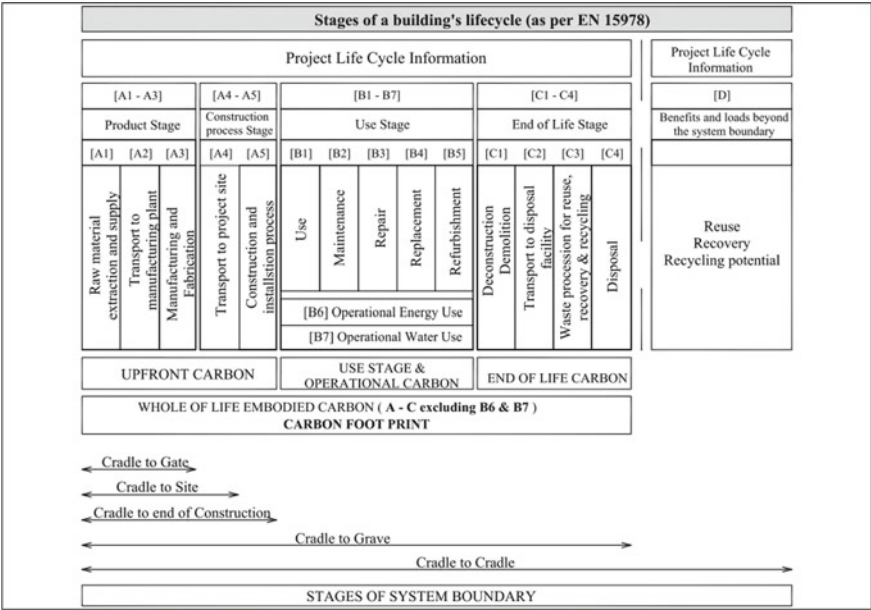 Stages of a building's lifecycle (as per EN 15978)
Project Life Cycle Information
Project Life Cycle
Information
[A1 - A3]
[A4 - A5]
[B1 - B7]
[C1 - C4]
[D]
Product Stage
Construction
process Stage
Use Stage
End of Life Stage
Benefits and loads beyond
the system boundary
[A1]
[A2]
[A3]
[A4]
[A5]
[B1]
[B2]
[B3]
[B4]
[B5]
[C1]
[C2]
[C3]
[C4]
Raw material
extraction and supply
Transport to
manufacturing plant
Manufacturing and
Fabrication
Transport to project site
Construction and
installstion process
Use
Maintenance
Repair
Replacement
Refurbishment
[B6] Operational Energy Use
[B7] Operational Water Use
Deconstruction
Demolition
Transport to disposal
facility
Waste procession for reuse,
recovery & recycling
Disposal
Reuse
Recovery
Recycling potential
UPFRONT CARBON
USE STAGE &
OPERATIONAL CARBON
END OF LIFE CARBON
WHOLE OF LIFE EMBODIED CARBON ( A - C excluding B6 & B7 )
CARBON FOOT PRINT
Cradle to Gate
Cradle to Site
Cradle to end of Construction
Cradle to Grave
Cradle to Cradle
STAGES OF SYSTEM BOUNDARY